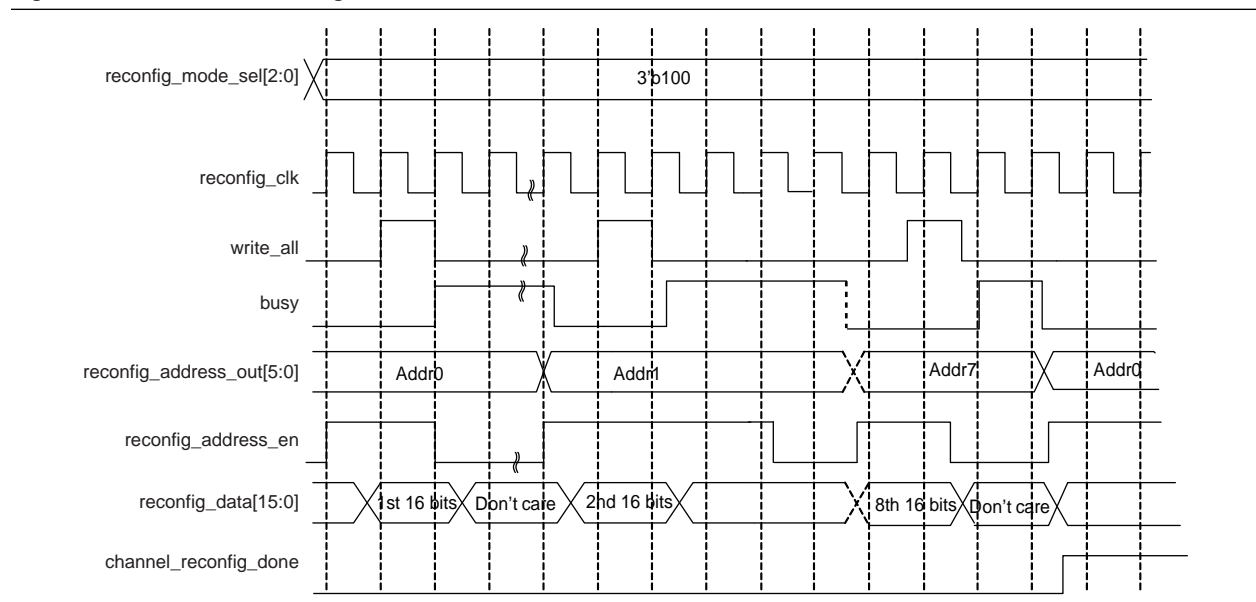 reconfig_mode_sel[2:0] 3'b100
reconfig_clk
write_all
busy
reconfig_address_out[5:0] Addr0 Addr1 Addr7 Addr0
reconfig_address_en
reconfig_data[15:0] 1st 16 bits Don't care 2nd 16 bits 8th 16 bits Don't care
channel_reconfig_done